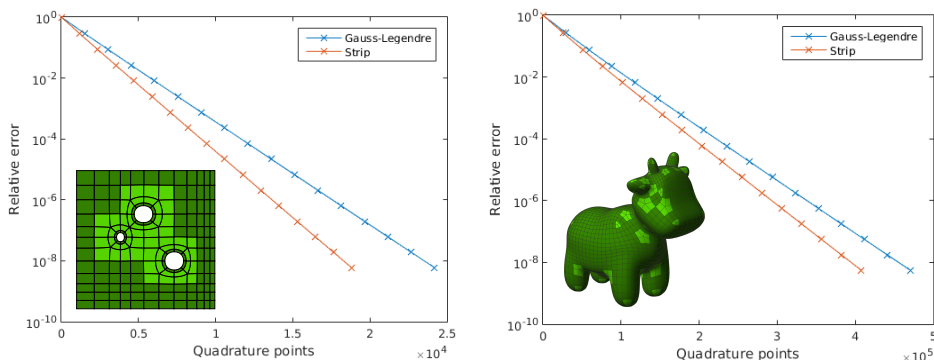 10^0
10^-2
10^-4
10^-6
10^-8
10^-10
Relative error
Gauss-Legendre
Strip
0 0.5 1 1.5 2 2.5
Quadrature points
×10^4
10^0
10^-2
10^-4
10^-6
10^-8
10^-10
Relative error
Gauss-Legendre
Strip
0 1 2 3 4 5
Quadrature points
×10^5